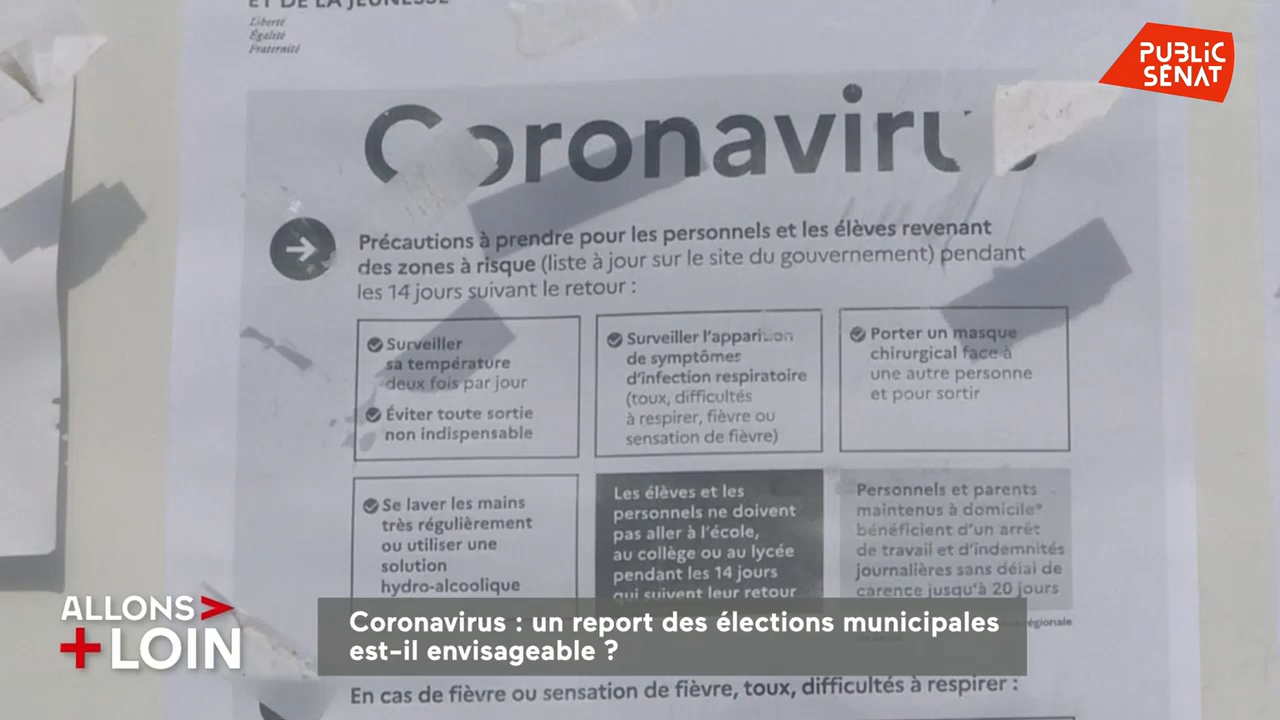 ET DE LA JEUNESSE
Liberté
Égalité
Fraternité
PUBLIC
SÉNAT
Coronavirus
Précautions à prendre pour les personnels et les élèves revenant
des zones à risque (liste à jour sur le site du gouvernement) pendant
les 14 jours suivant le retour :
Surveiller
sa température
deux fois par jour
Éviter toute sortie
non indispensable
Surveiller l'apparition
de symptômes
d'infection respiratoire
(toux, difficultés
à respirer, fièvre ou
sensation de fièvre)
Porter un masque
chirurgical face à
une autre personne
et pour sortir
Se laver les mains
très régulièrement
ou utiliser une
solution
hydro-alcoolique
Les élèves et les
personnels ne doivent
pas aller à l'école,
au collège ou au lycée
pendant les 14 jours
qui suivent leur retour
Personnels et parents
maintenus à domicile*
bénéficient d'un arrêt
de travail et d'indemnités
journalières sans délai de
carence jusqu'à 20 jours
régionale
ALLONS>
+LOIN
Coronavirus : un report des élections municipales
est-il envisageable ?
En cas de fièvre ou sensation de fièvre, toux, difficultés à respirer :